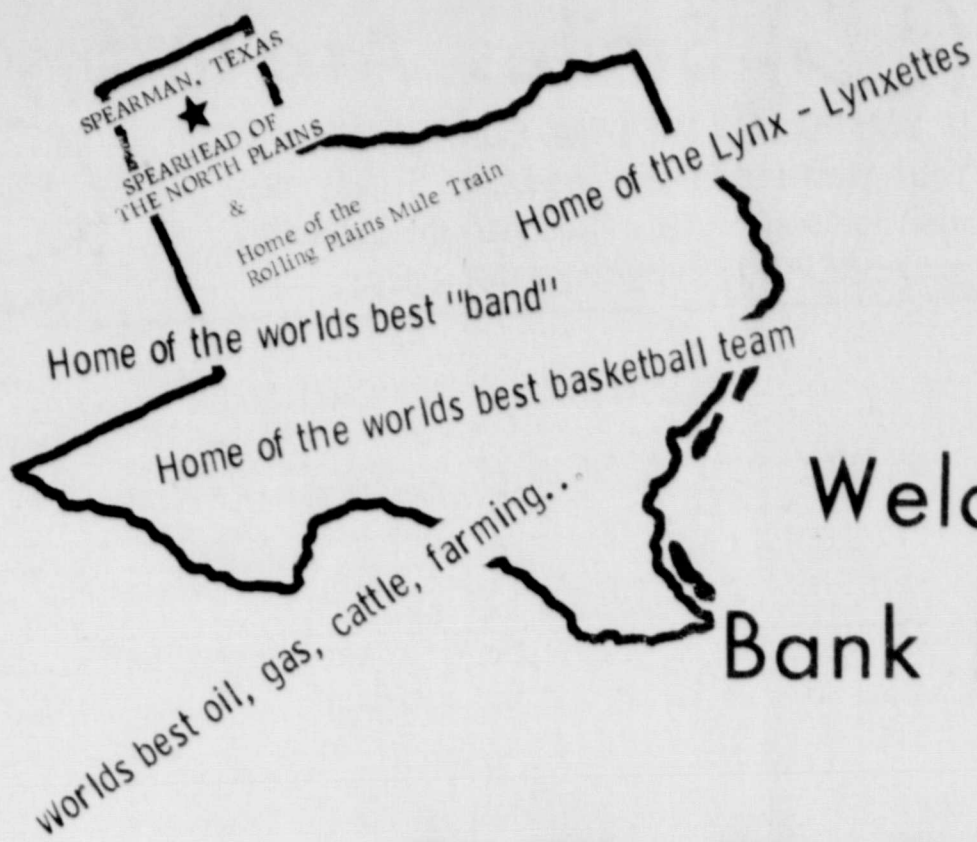 SPEARMAN, TEXAS
SPEARHEAD OF
THE NORTH PLAINS
&
Home of the
Rolling Plains Mule Train
Home of the Lynx - Lynxettes
Home of the worlds best "band"
Home of the worlds best basketball team
worlds best oil, gas, cattle, farming...
Welc
Bank